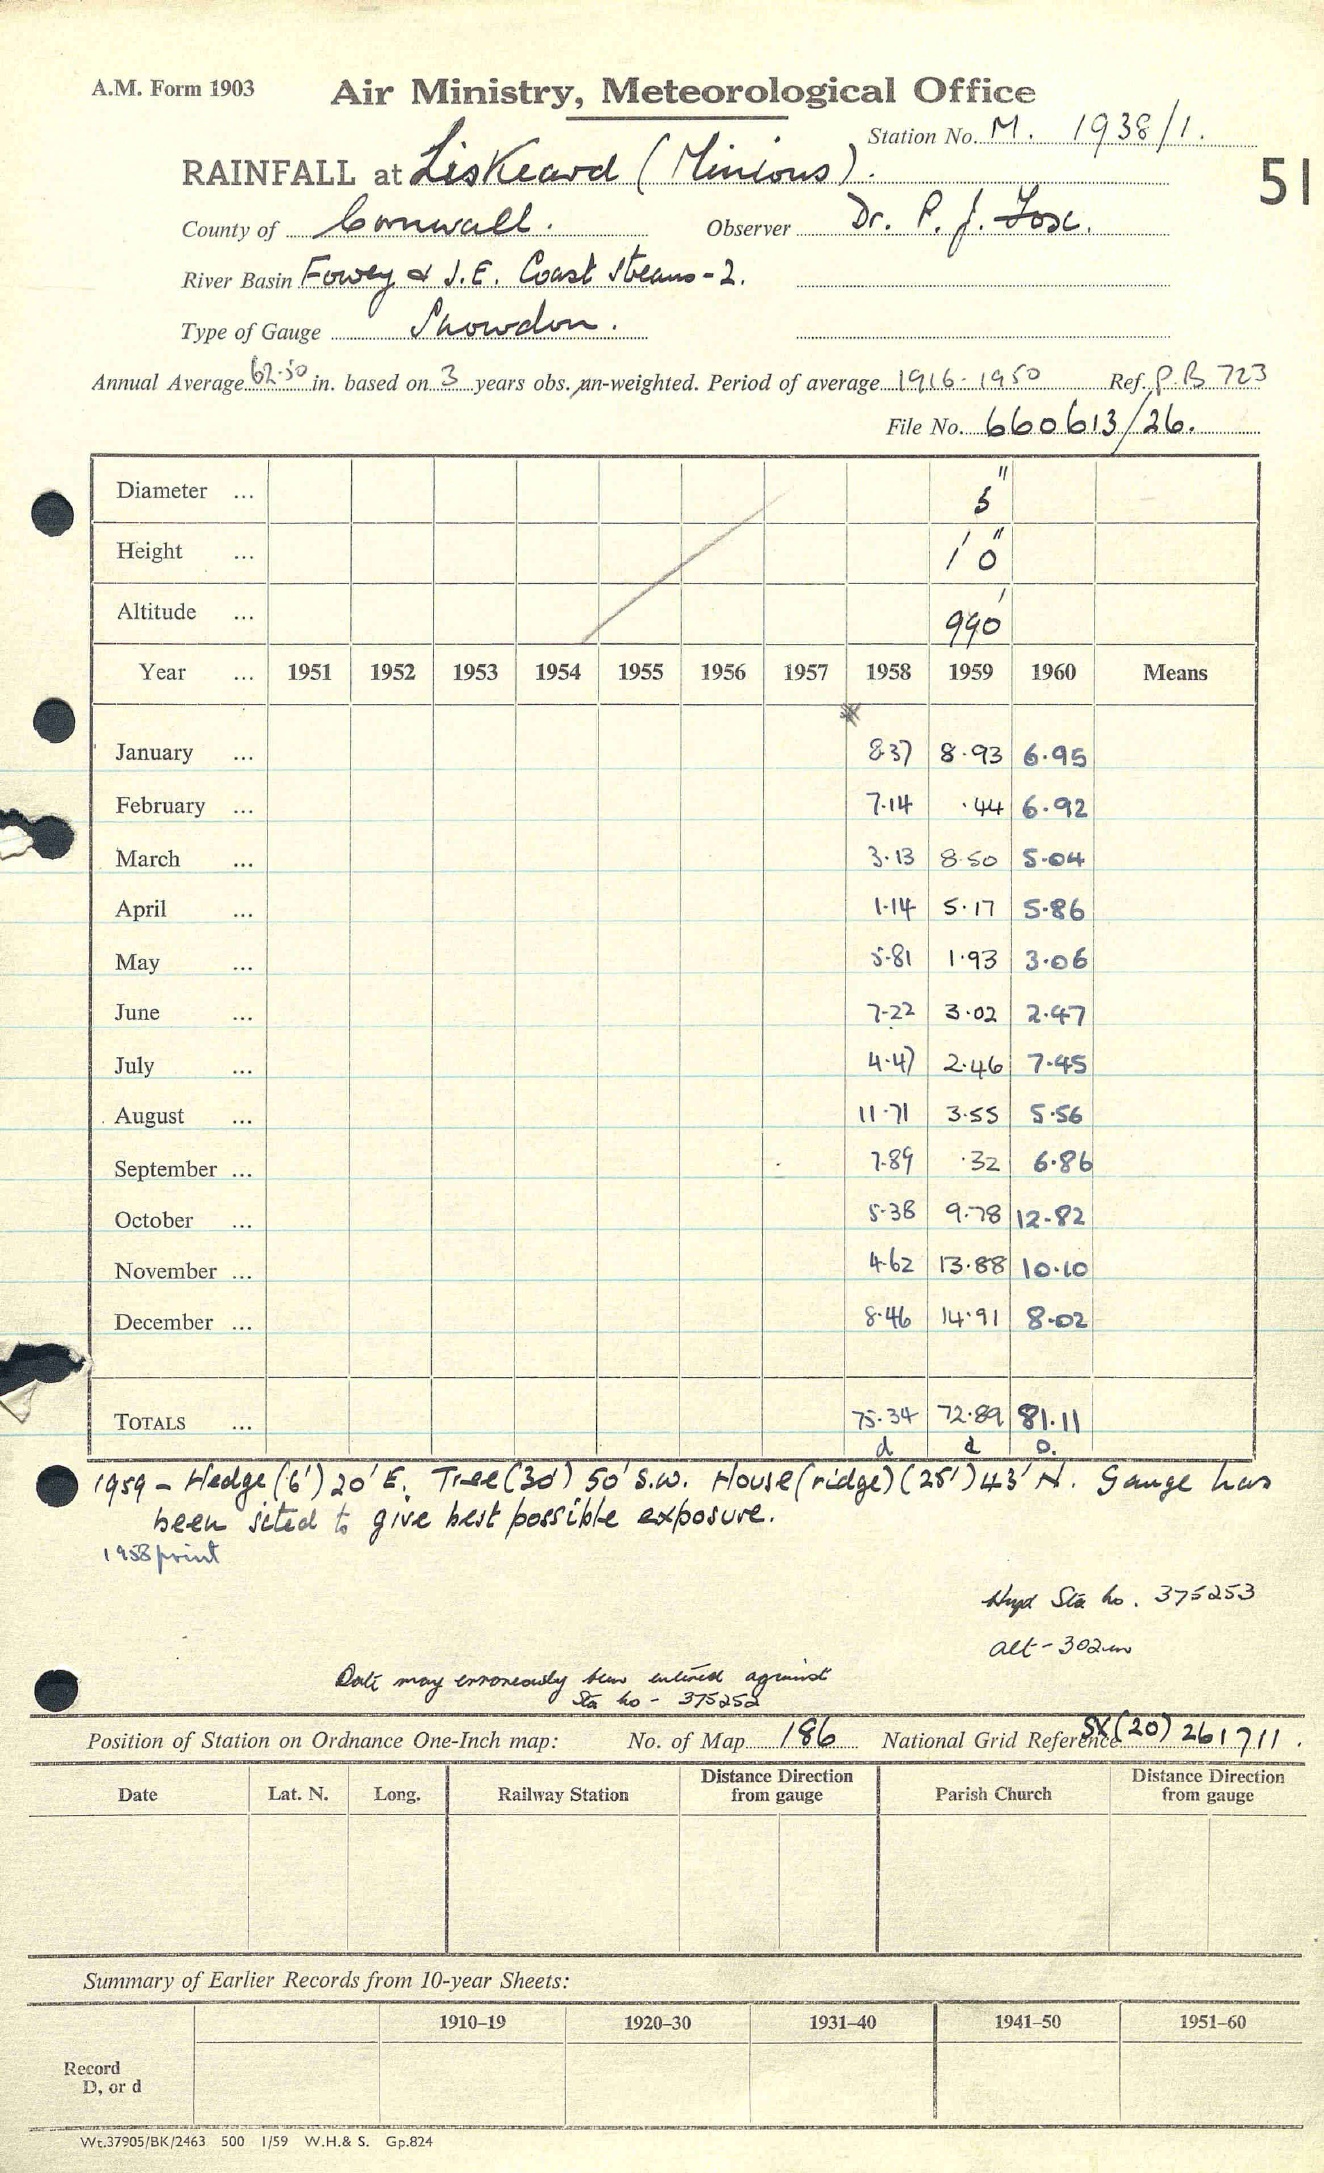 A.M. Form 1903 Air Ministry, Meteorological Office
Station No. M. 1938/1.
RAINFALL at Liskeard (Minions). 51
County of Cornwall. Observer Dr. P. J. Fox.
River Basin Fowey & S.E. Coast Streams-2.
Type of Gauge Snowdon.
Annual Average 62.50 in. based on 3 years obs. un-weighted. Period of average 1916-1950 Ref. P.B 723
File No. 660613/26.
Diameter ... 5"
Height ... 1' 0"
Altitude ... 990'
Year ... 1951 1952 1953 1954 1955 1956 1957 1958 1959 1960 Means
January ... 8.37 8.93 6.95
February ... 7.14 .44 6.92
March ... 3.13 8.50 5.04
April ... 1.14 5.17 5.86
May ... 5.81 1.93 3.06
June ... 7.22 3.02 2.47
July ... 4.47 2.46 7.45
August ... 11.71 3.55 5.56
September ... 7.89 .32 6.86
October ... 5.38 9.78 12.82
November ... 4.62 13.88 10.10
December ... 8.46 14.91 8.02
TOTALS ... 75.34 72.89 81.11
d d D.
1959 - Hedge (6') 20' E. Tree (30') 50' S.W. House (ridge) (25') 43' N. Gauge has
been sited to give best possible exposure.
1958 print
Hyd Sta no. 375253
alt - 302m
Data may erroneously been entered against
Sta no - 375252
Position of Station on Ordnance One-Inch map: No. of Map 186 National Grid Reference SX (20) 261711.
Date Lat. N. Long. Railway Station Distance Direction from gauge Parish Church Distance Direction from gauge
Summary of Earlier Records from 10-year Sheets:
1910–19 1920–30 1931–40 1941–50 1951–60
Record
D, or d
Wt.37905/BK/2463 500 1/59 W.H.& S. Gp.824